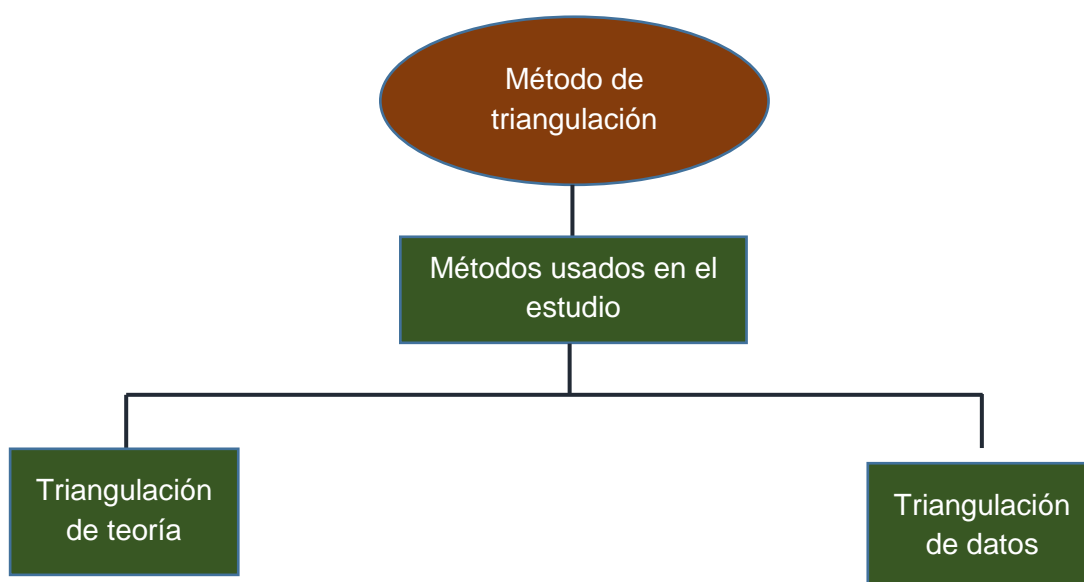 Método de
triangulación
Métodos usados en el
estudio
Triangulación
de teoría
Triangulación
de datos